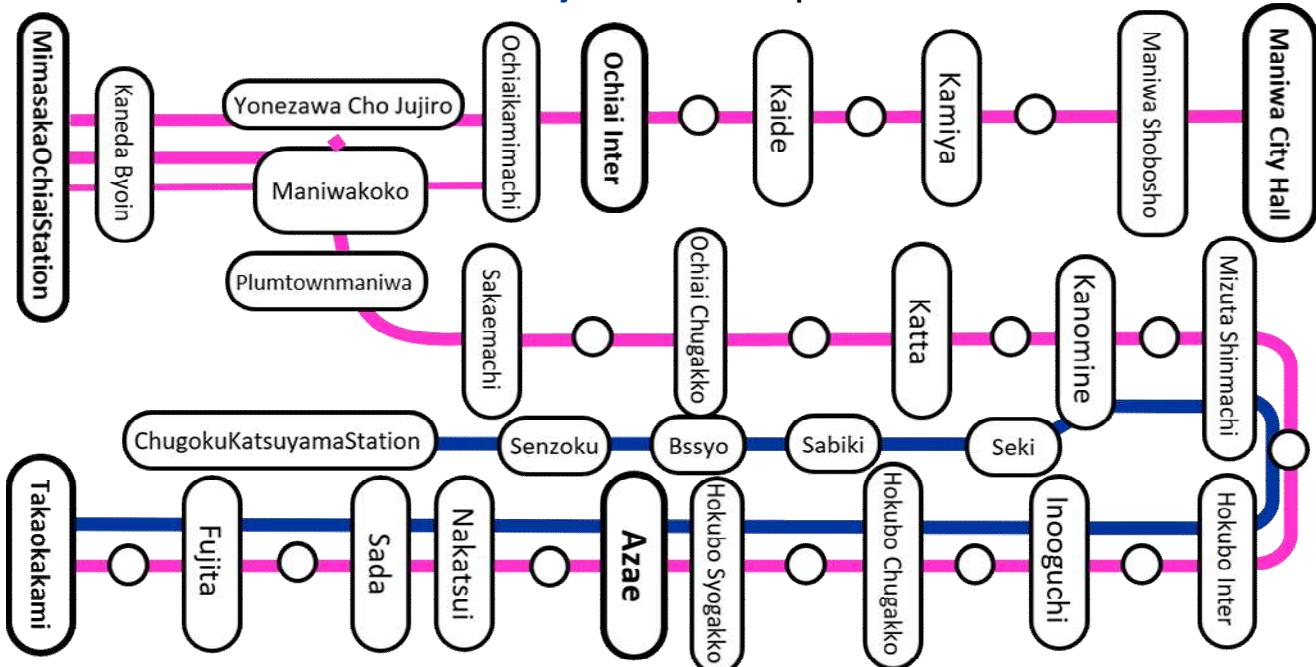 MimasakaOchiaiStation
Kaneda Byoin
Yonezawa Cho Jujiro
Maniwakoko
Plumtownmaniwa
Ochiaikamimachi
Ochiai Inter
Kaide
Kamiya
Maniwa Shobosho
Maniwa City Hall
Sakaemachi
Ochiai Chugakko
Katta
Kanomine
Mizuta Shinmachi
ChugokuKatsuyamaStation
Senzoku
Bssyo
Sabiki
Seki
Takaokakami
Fujita
Sada
Nakatsui
Azae
Hokubo Syogakko
Hokubo Chugakko
Inooguchi
Hokubo Inter